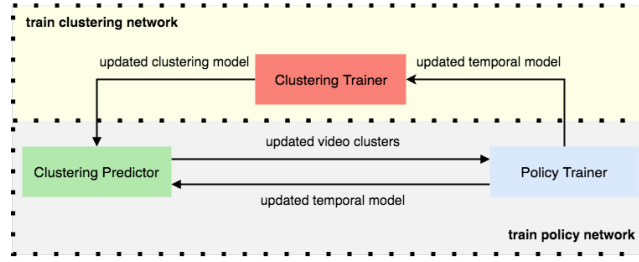 train clustering network
updated clustering model
updated temporal model
Clustering Trainer
updated video clusters
Clustering Predictor
Policy Trainer
updated temporal model
train policy network